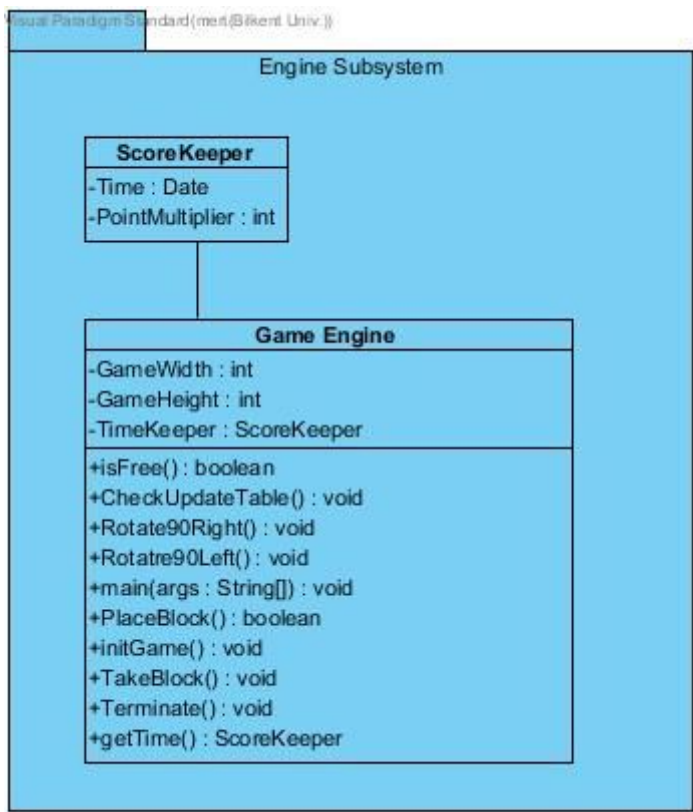 Visual Paradigm Standard(mert(Bilkent Univ.))
Engine Subsystem
ScoreKeeper
-Time : Date
-PointMultiplier : int
Game Engine
-GameWidth : int
-GameHeight : int
-TimeKeeper : ScoreKeeper
+isFree() : boolean
+CheckUpdateTable() : void
+Rotate90Right() : void
+Rotatre90Left() : void
+main(args : String[]) : void
+PlaceBlock() : boolean
+initGame() : void
+TakeBlock() : void
+Terminate() : void
+getTime() : ScoreKeeper